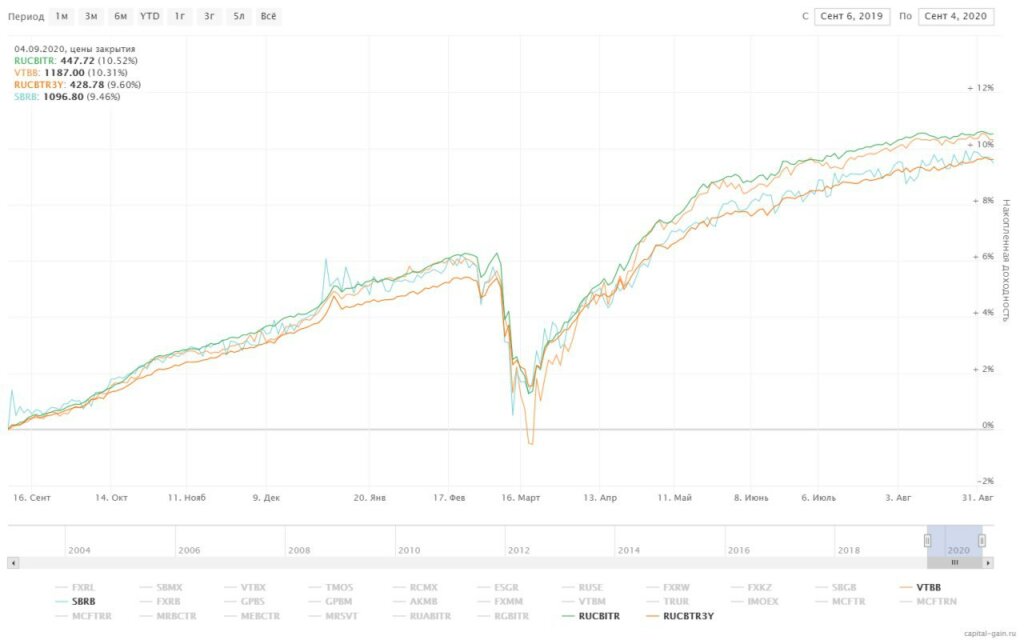 Период 1м 3м 6м YTD 1г 3г 5л Всё С Сент 6, 2019 По Сент 4, 2020
04.09.2020, цены закрытия
RUCBITR: 447.72 (10.52%)
VTBB: 1187.00 (10.31%)
RUCBTR3Y: 428.78 (9.60%)
SBRB: 1096.80 (9.46%)
+ 12%
+ 10%
+ 8%
+ 6%
+ 4%
+ 2%
0%
-2%
Накопленная доходность
16. Сент 14. Окт 11. Нояб 9. Дек 20. Янв 17. Фев 16. Март 13. Апр 11. Май 8. Июнь 6. Июль 3. Авг 31. Авг
2004 2006 2008 2010 2012 2014 2016 2018 2020
FXRL SBMX VTBX TMOS RCMX ESGR RUSE FXRW FXKZ SBGB VTBB
SBRB FXRB GPBS GPBM AKMB FXMM VTBM TRUR IMOEX MCFTR MCFTRN
MCFTRR MRBCTR MEBCTR MRSVT RUABITR RGBITR RUCBITR RUCBTR3Y
capital-gain.ru